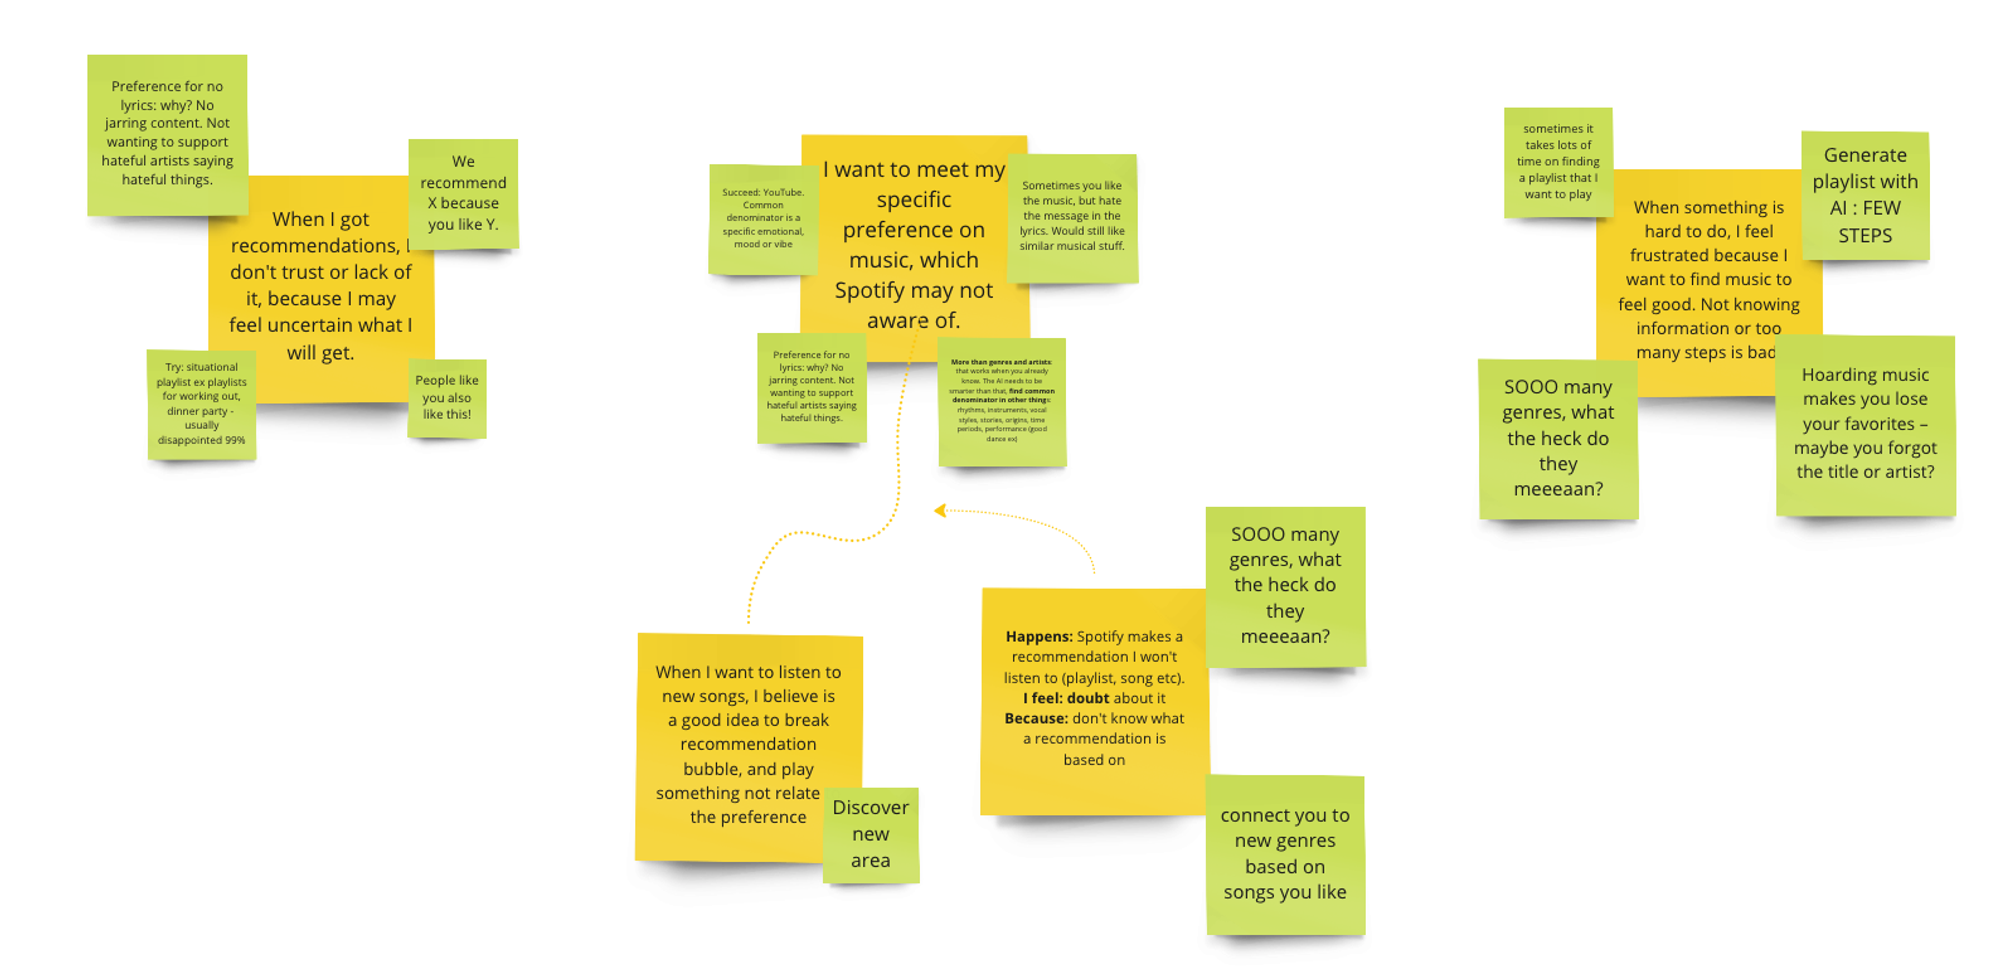 Preference for no
lyrics: why? No
jarring content. Not
wanting to support
hateful artists saying
hateful things.
We
recommend
X because
you like Y.
When I got
recommendations, I
don't trust or lack of
it, because I may
feel uncertain what I
will get.
Try: situational
playlist ex playlists
for working out,
dinner party -
usually
disappointed 99%
People like
you also
like this!
I want to meet my
specific
preference on
music, which
Spotify may not
aware of.
Succeed: YouTube.
Common
denominator is a
specific emotional,
mood or vibe
Sometimes you like
the music, but hate
the message in the
lyrics. Would still like
similar musical stuff.
Preference for no
lyrics: why? No
jarring content. Not
wanting to support
hateful artists saying
hateful things.
More than genres and artists:
that works when you already
know. The AI needs to be
smarter than that, find common
denominator in other things:
rhythms, instruments, vocal
styles, stories, origins, time
periods, performance (good
dance ex)
When I want to listen to
new songs, I believe is
a good idea to break
recommendation
bubble, and play
something not relate
the preference
Discover
new
area
Happens: Spotify makes a
recommendation I won't
listen to (playlist, song etc).
I feel: doubt about it
Because: don't know what
a recommendation is
based on
SOOO many
genres, what
the heck do
they
meeeaan?
connect you to
new genres
based on
songs you like
sometimes it
takes lots of
time on finding
a playlist that I
want to play
Generate
playlist with
AI : FEW
STEPS
When something is
hard to do, I feel
frustrated because I
want to find music to
feel good. Not knowing
information or too
many steps is bad
SOOO many
genres, what
the heck do
they
meeeaan?
Hoarding music
makes you lose
your favorites –
maybe you forgot
the title or artist?